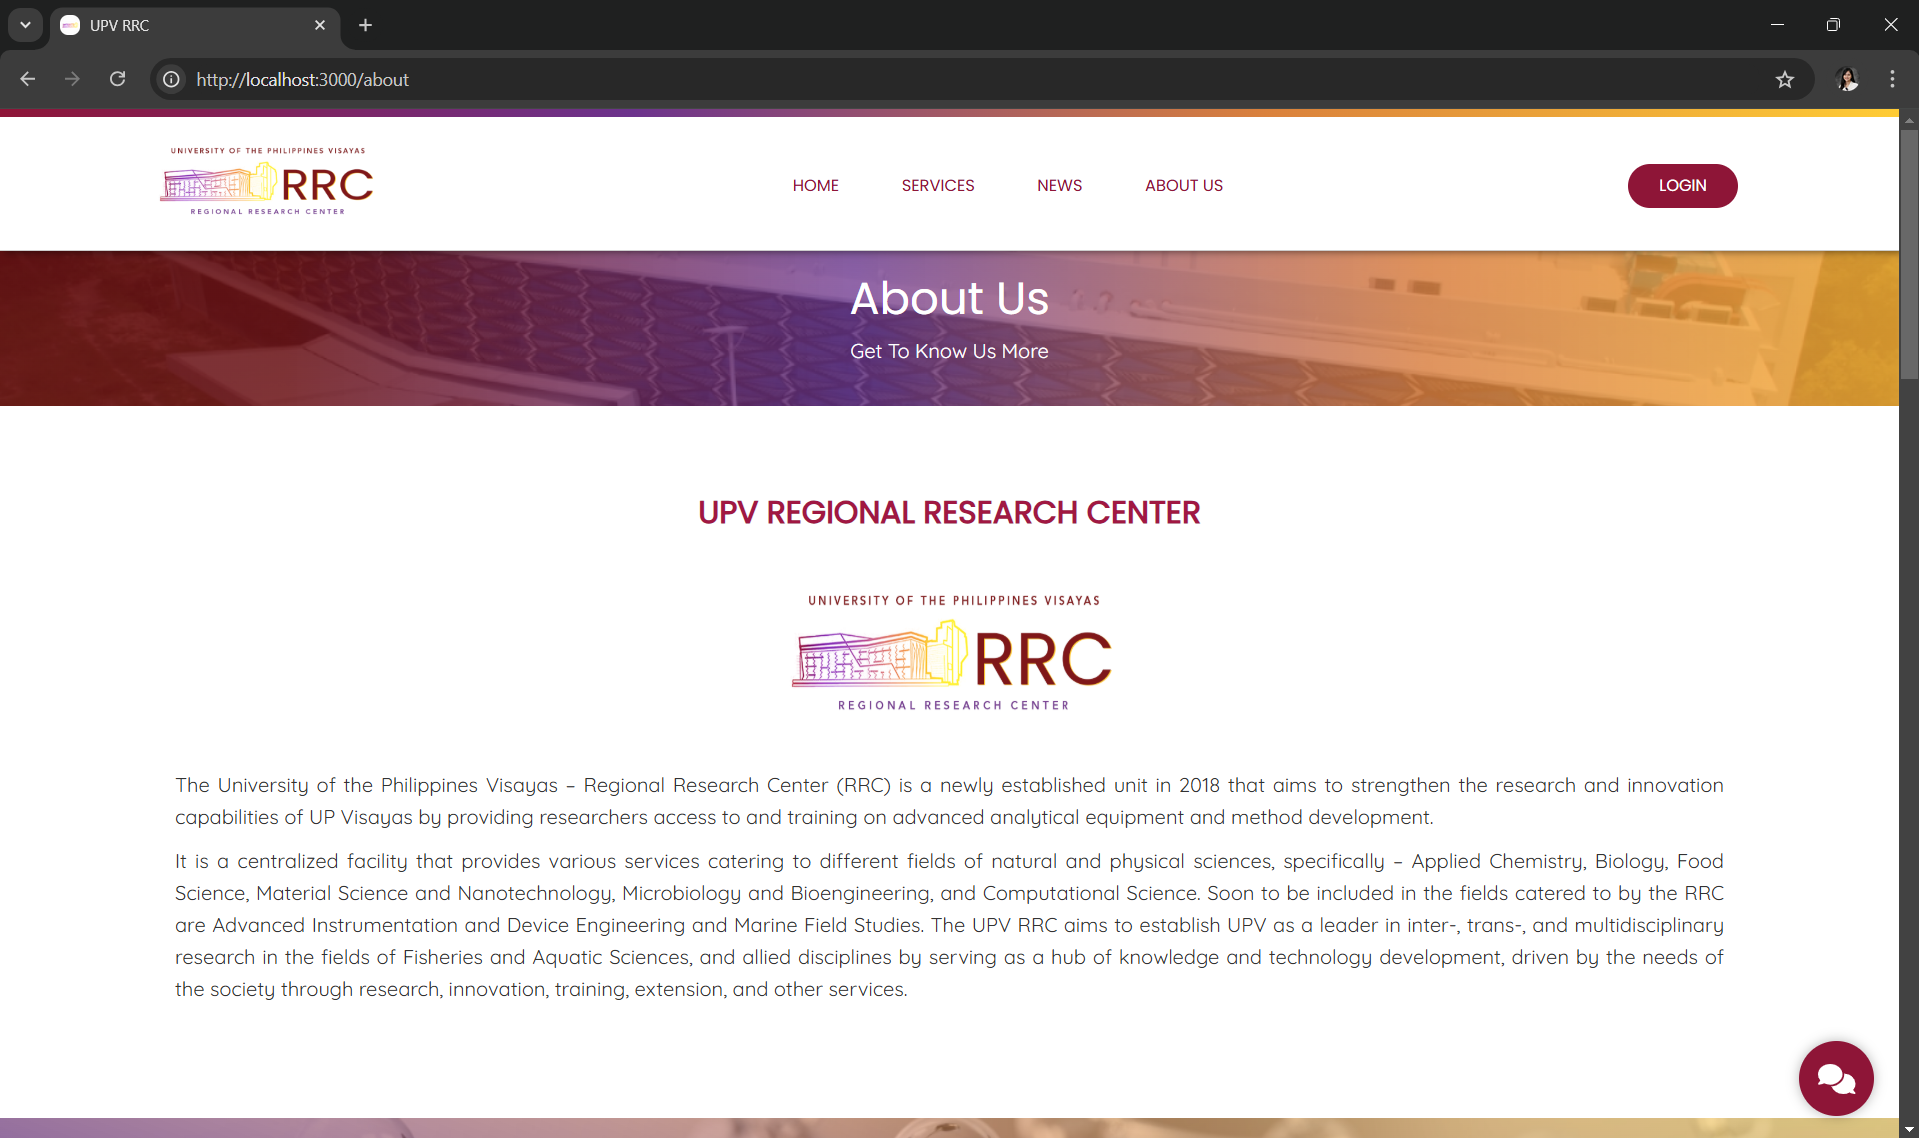 UPV RRC
http://localhost:3000/about
UNIVERSITY OF THE PHILIPPINES VISAYAS
RRC
REGIONAL RESEARCH CENTER
HOME SERVICES NEWS ABOUT US
LOGIN
About Us
Get To Know Us More
UPV REGIONAL RESEARCH CENTER
UNIVERSITY OF THE PHILIPPINES VISAYAS
RRC
REGIONAL RESEARCH CENTER
The University of the Philippines Visayas – Regional Research Center (RRC) is a newly established unit in 2018 that aims to strengthen the research and innovation
capabilities of UP Visayas by providing researchers access to and training on advanced analytical equipment and method development.
It is a centralized facility that provides various services catering to different fields of natural and physical sciences, specifically – Applied Chemistry, Biology, Food
Science, Material Science and Nanotechnology, Microbiology and Bioengineering, and Computational Science. Soon to be included in the fields catered to by the RRC
are Advanced Instrumentation and Device Engineering and Marine Field Studies. The UPV RRC aims to establish UPV as a leader in inter-, trans-, and multidisciplinary
research in the fields of Fisheries and Aquatic Sciences, and allied disciplines by serving as a hub of knowledge and technology development, driven by the needs of
the society through research, innovation, training, extension, and other services.